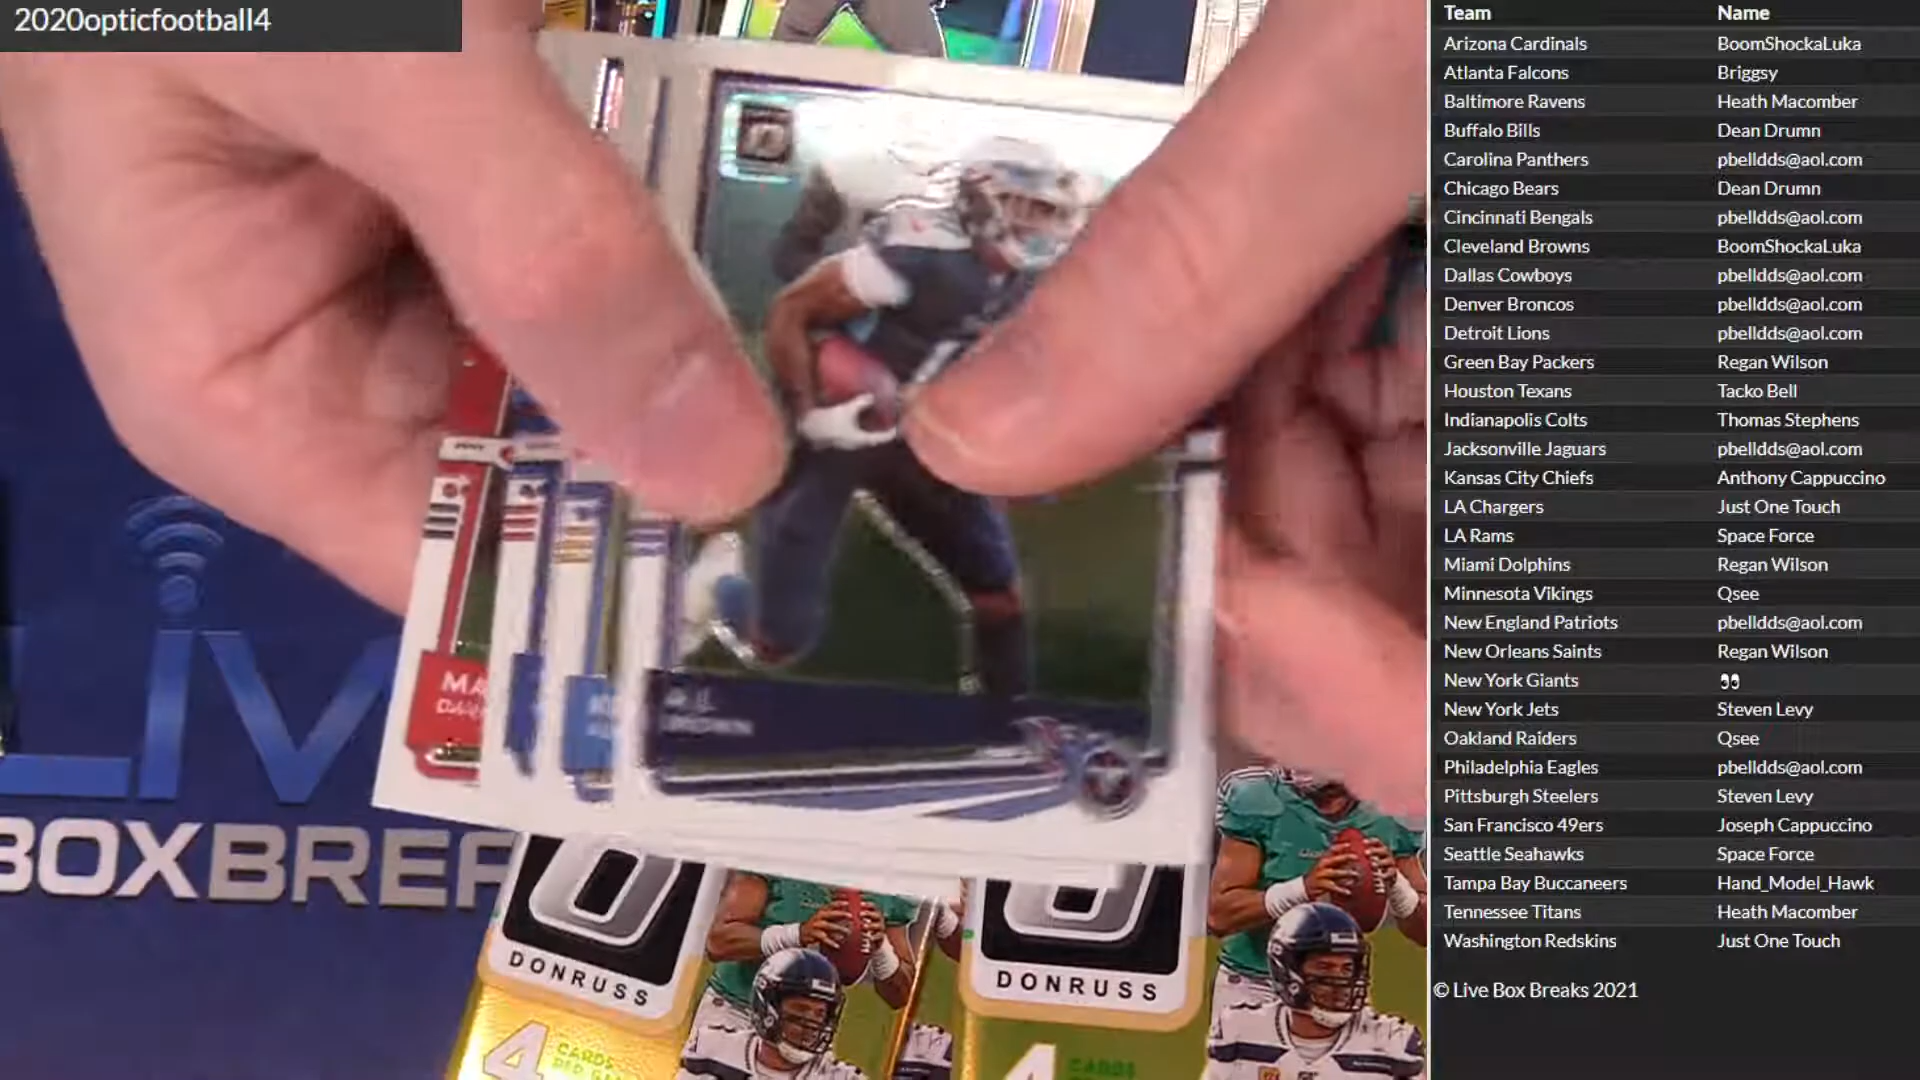 2020opticfootball4
Team Name
Arizona Cardinals BoomShockaLuka
Atlanta Falcons Briggsy
Baltimore Ravens Heath Macomber
Buffalo Bills Dean Drumn
Carolina Panthers pbelldds@aol.com
Chicago Bears Dean Drumn
Cincinnati Bengals pbelldds@aol.com
Cleveland Browns BoomShockaLuka
Dallas Cowboys pbelldds@aol.com
Denver Broncos pbelldds@aol.com
Detroit Lions pbelldds@aol.com
Green Bay Packers Regan Wilson
Houston Texans Tacko Bell
Indianapolis Colts Thomas Stephens
Jacksonville Jaguars pbelldds@aol.com
Kansas City Chiefs Anthony Cappuccino
LA Chargers Just One Touch
LA Rams Space Force
Miami Dolphins Regan Wilson
Minnesota Vikings Qsee
New England Patriots pbelldds@aol.com
New Orleans Saints Regan Wilson
New York Giants 👀
New York Jets Steven Levy
Oakland Raiders Qsee
Philadelphia Eagles pbelldds@aol.com
Pittsburgh Steelers Steven Levy
San Francisco 49ers Joseph Cappuccino
Seattle Seahawks Space Force
Tampa Bay Buccaneers Hand_Model_Hawk
Tennessee Titans Heath Macomber
Washington Redskins Just One Touch
© Live Box Breaks 2021
LIV
BOXBREA
A.J.
BROWN
DONRUSS
DONRUSS
4 CARDS
4 CARDS